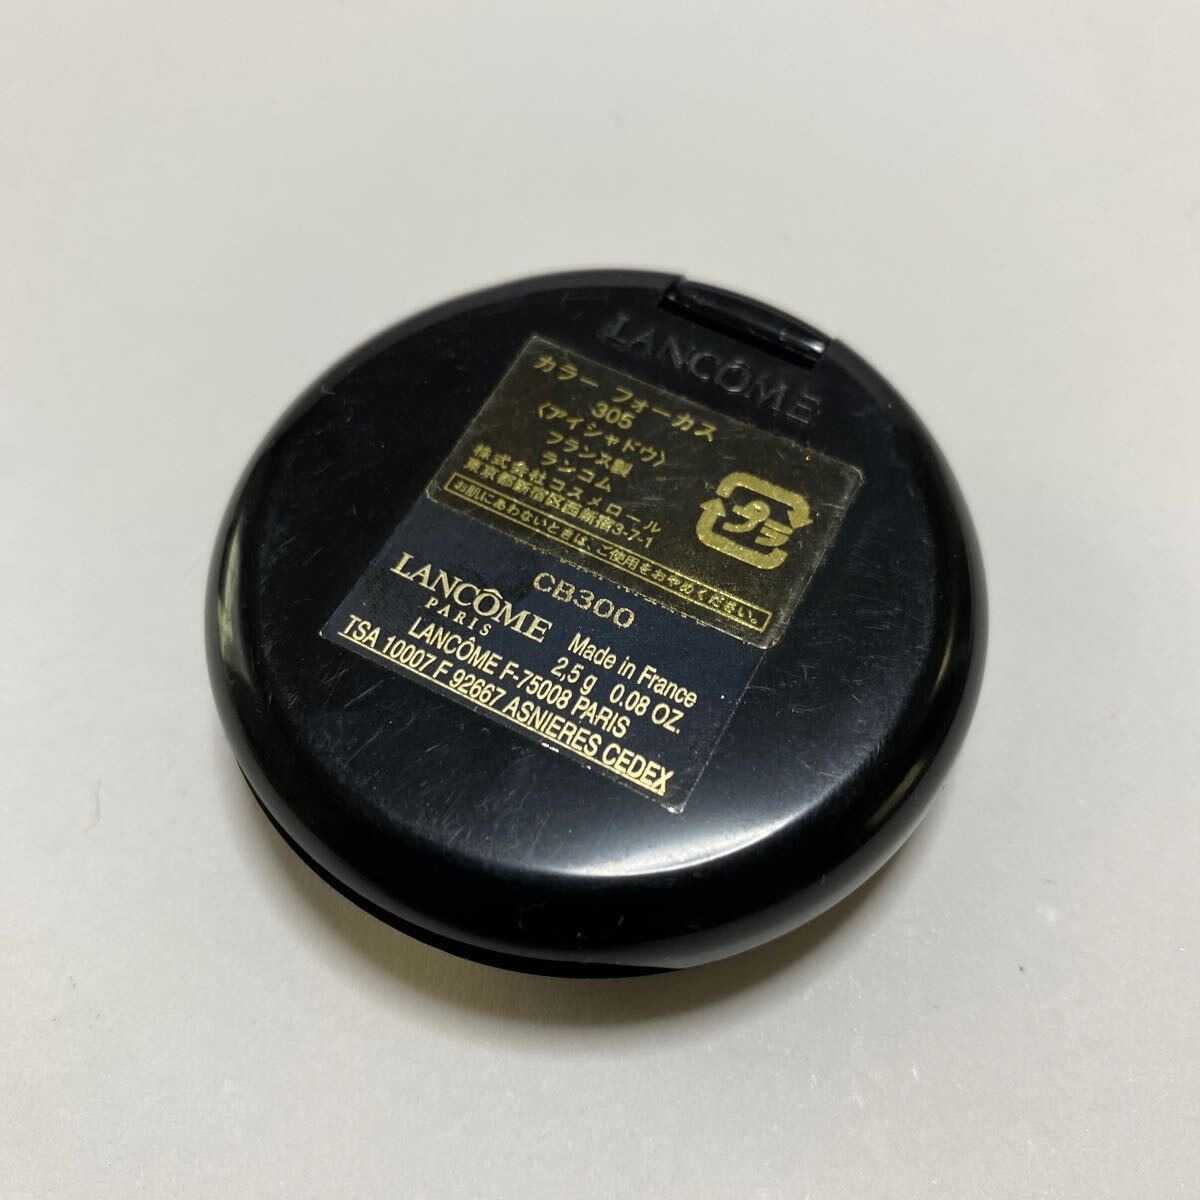 LANCÔME
カラー フォーカス
305
〈アイシャドウ〉
フランス製
ランコム
株式会社コスメロール
東京都新宿区西新宿3-7-1
お肌にあわないときは、ご使用をおやめください。
プラ
CB300
LANCÔME
PARIS
Made in France
2,5 g 0.08 OZ.
LANCÔME F-75008 PARIS
TSA 10007 F 92667 ASNIERES CEDEX